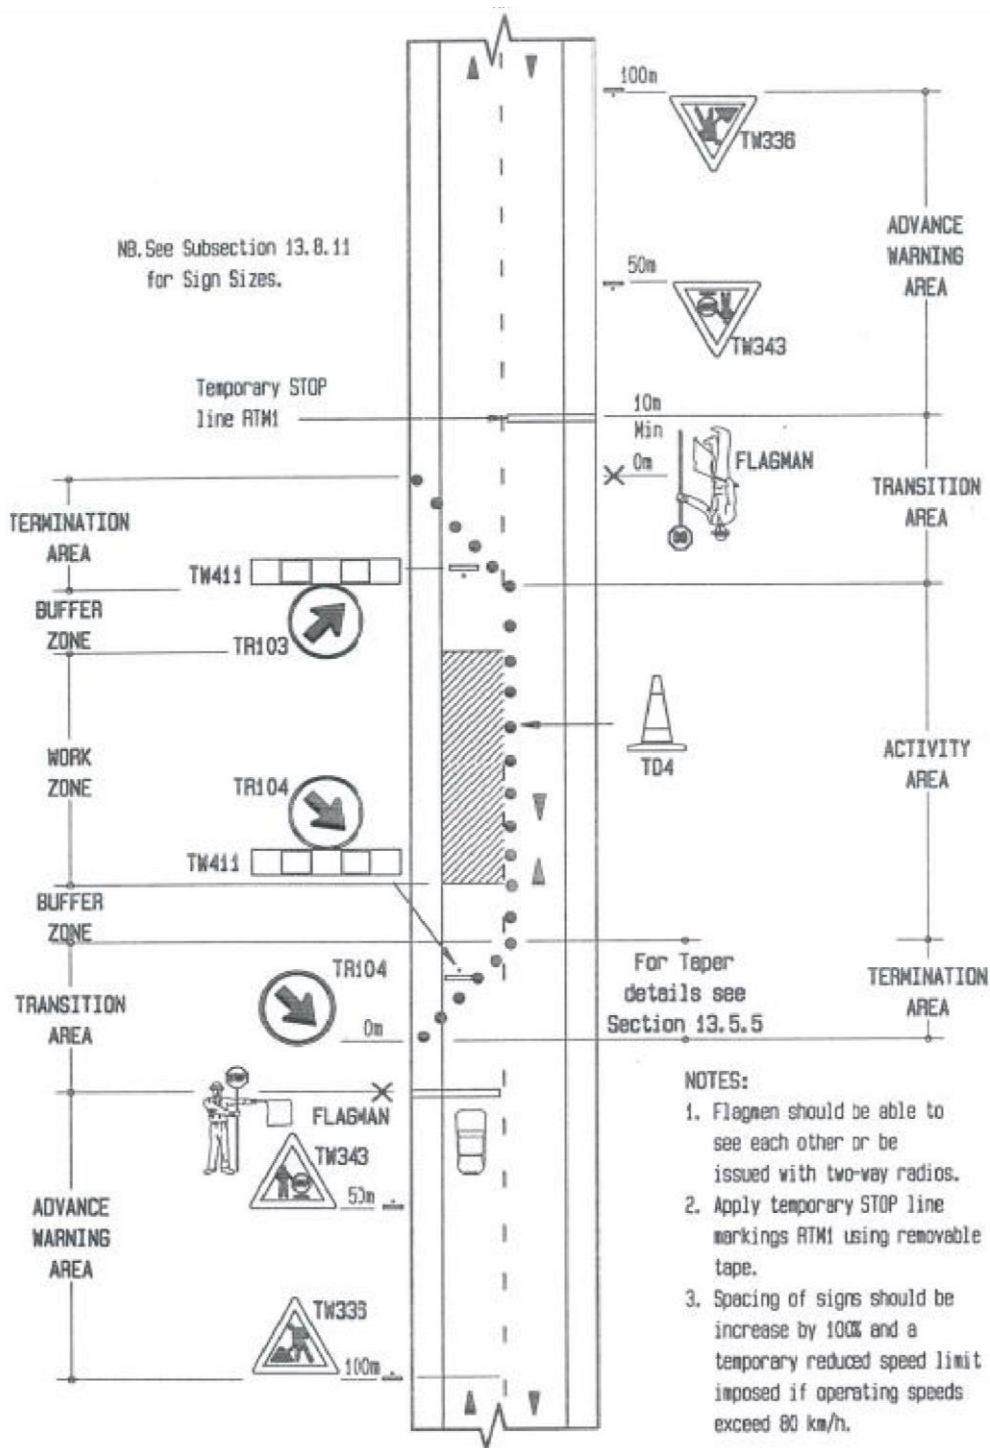 100m
TW336
ADVANCE
WARNING
AREA
NB.See Subsection 13.8.11
for Sign Sizes.
50m
TW343
Temporary STOP
line RTM1
10m
Min
0m
FLAGMAN
TRANSITION
AREA
TERMINATION
AREA
TW411
BUFFER
ZONE
TR103
WORK
ZONE
TD4
ACTIVITY
AREA
TR104
TW411
BUFFER
ZONE
TR104
For Taper
details see
Section 13.5.5
TERMINATION
AREA
TRANSITION
AREA
0m
STOP
FLAGMAN
TW343
50m
ADVANCE
WARNING
AREA
TW336
100m
NOTES:
1. Flagmen should be able to
see each other or be
issued with two-way radios.
2. Apply temporary STOP line
markings RTM1 using removable
tape.
3. Spacing of signs should be
increase by 100% and a
temporary reduced speed limit
imposed if operating speeds
exceed 80 km/h.